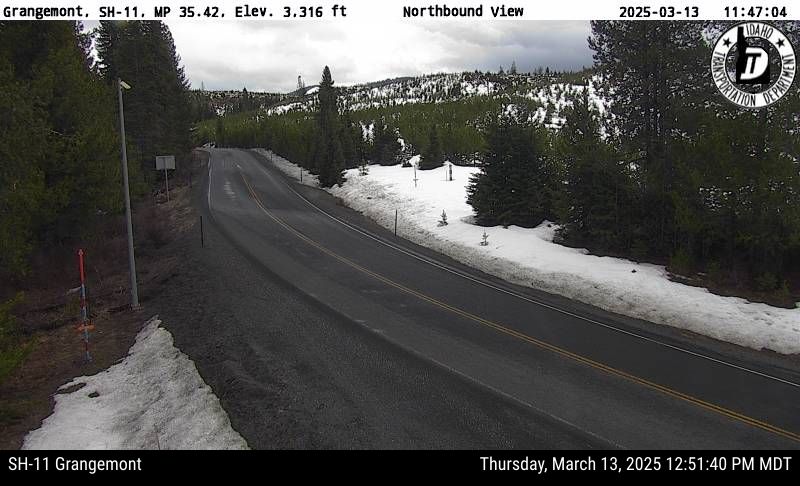 Grangemont, SH-11, MP 35.42, Elev. 3,316 ft Northbound View 2025-03-13 11:47:04
IDAHO
TRANSPORTATION DEPARTMENT
SH-11 Grangemont Thursday, March 13, 2025 12:51:40 PM MDT